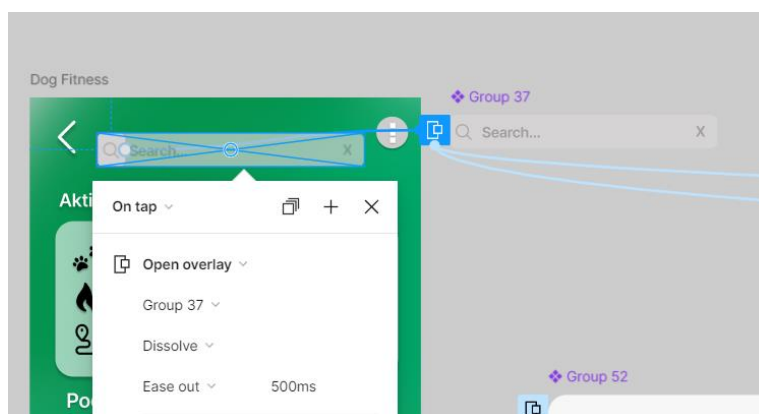 Dog Fitness
Group 37
Search...
X
Search...
X
Akti
On tap
Open overlay
Group 37
Dissolve
Ease out
500ms
Group 52
Poo